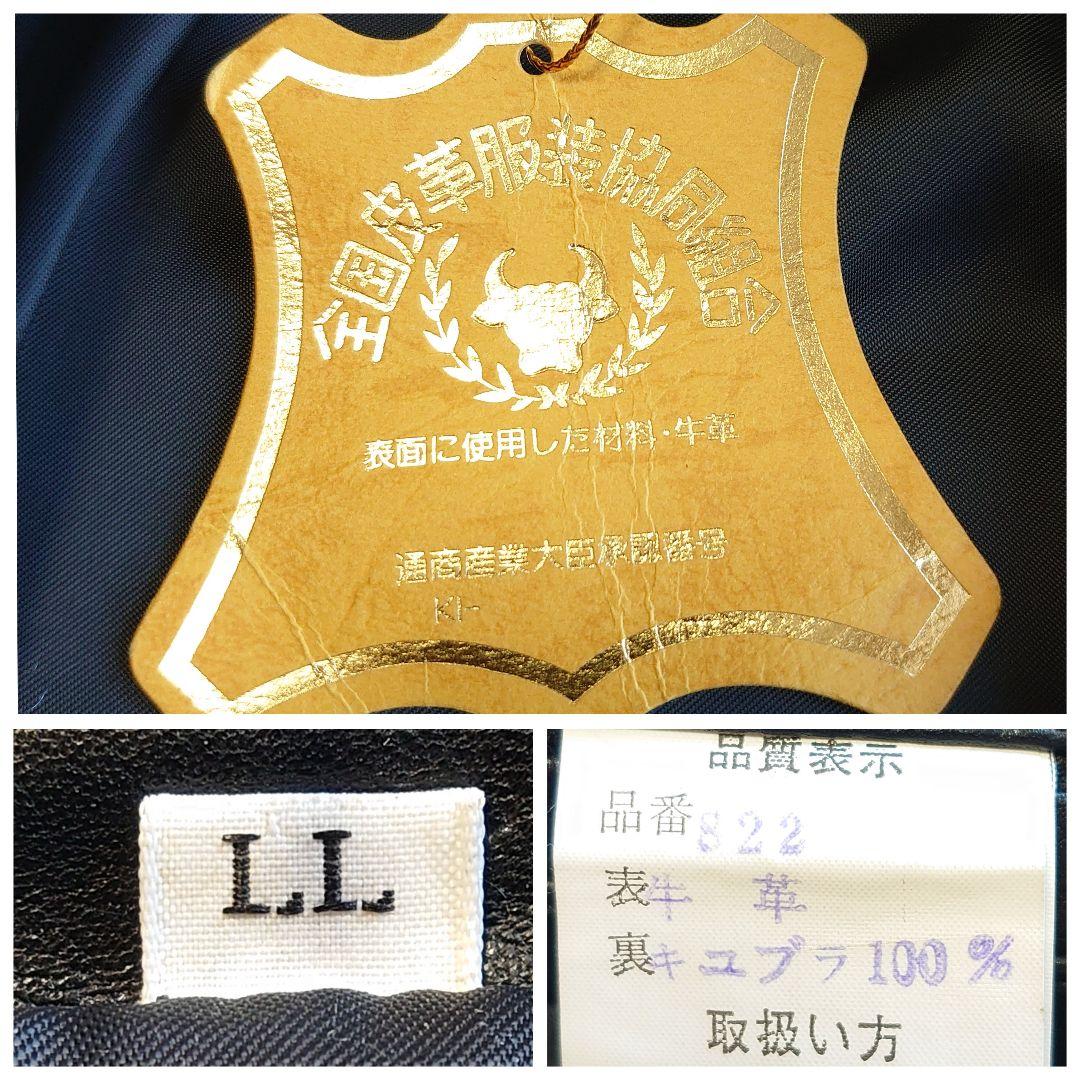 全国皮革服装協同組合
表面に使用した材料・牛革
通商産業大臣承認番号
KI-
LL
品質表示
品番 822
表 牛 革
裏 キユプラ 100%
取扱い方